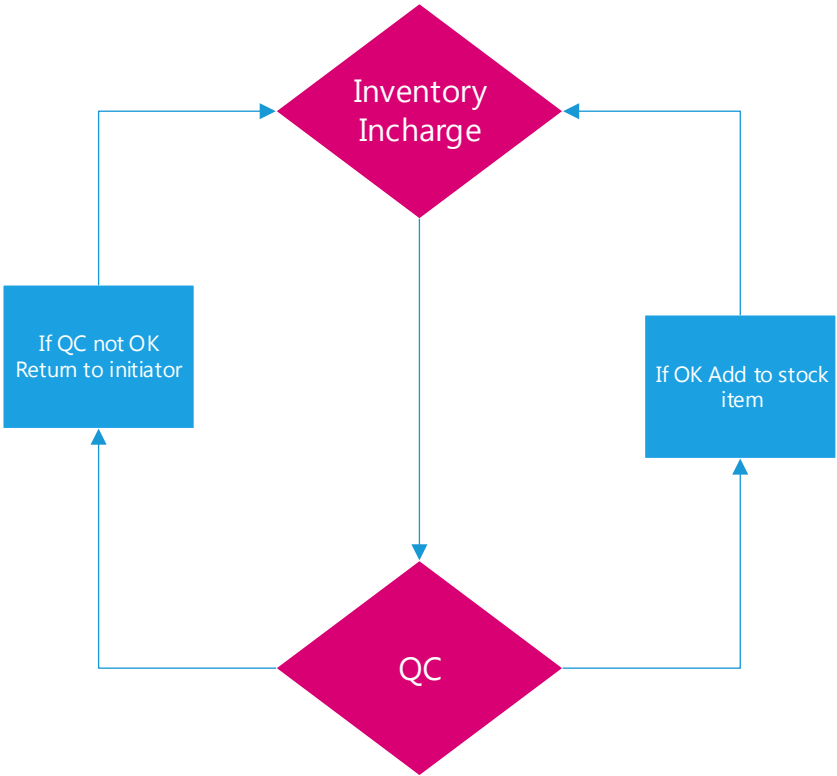 Inventory
Incharge
If QC not OK
Return to initiator
If OK Add to stock
item
QC